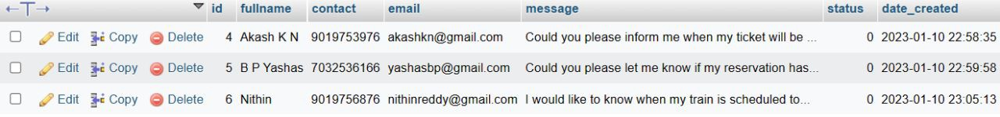 ←T→ id fullname contact email message status date_created
Edit Copy Delete 4 Akash K N 9019753976 akashkn@gmail.com Could you please inform me when my ticket will be ... 0 2023-01-10 22:58:35
Edit Copy Delete 5 B P Yashas 7032536166 yashasbp@gmail.com Could you please let me know if my reservation has... 0 2023-01-10 22:59:58
Edit Copy Delete 6 Nithin 9019756876 nithinreddy@gmail.com I would like to know when my train is scheduled to... 0 2023-01-10 23:05:13